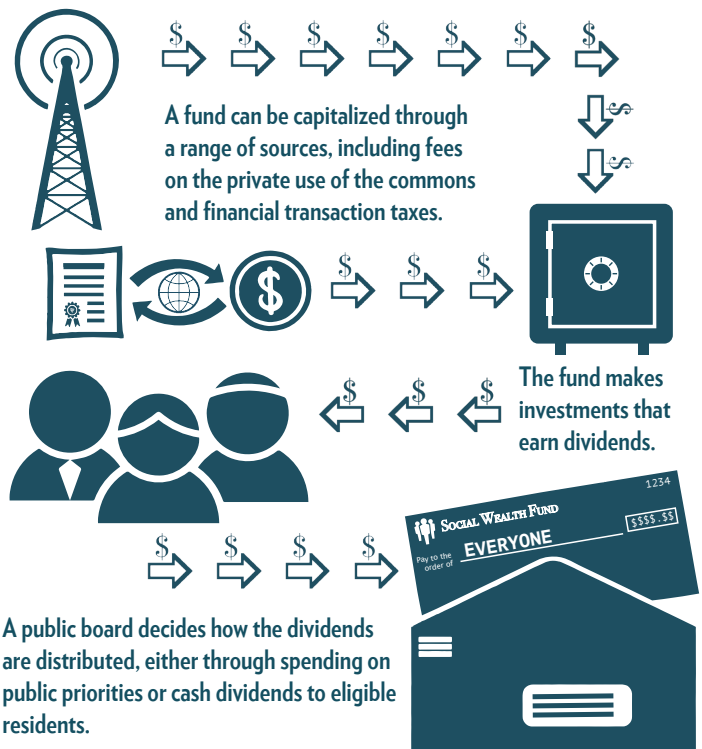 $ $ $ $ $ $ $
A fund can be capitalized through
a range of sources, including fees
on the private use of the commons
and financial transaction taxes.
$
$
$ $ $ $
The fund makes
investments that
earn dividends.
$ $ $
1234
SOCIAL WEALTH FUND
$$$$.$$
Pay to the
order of
EVERYONE
$ $ $ $
A public board decides how the dividends
are distributed, either through spending on
public priorities or cash dividends to eligible
residents.